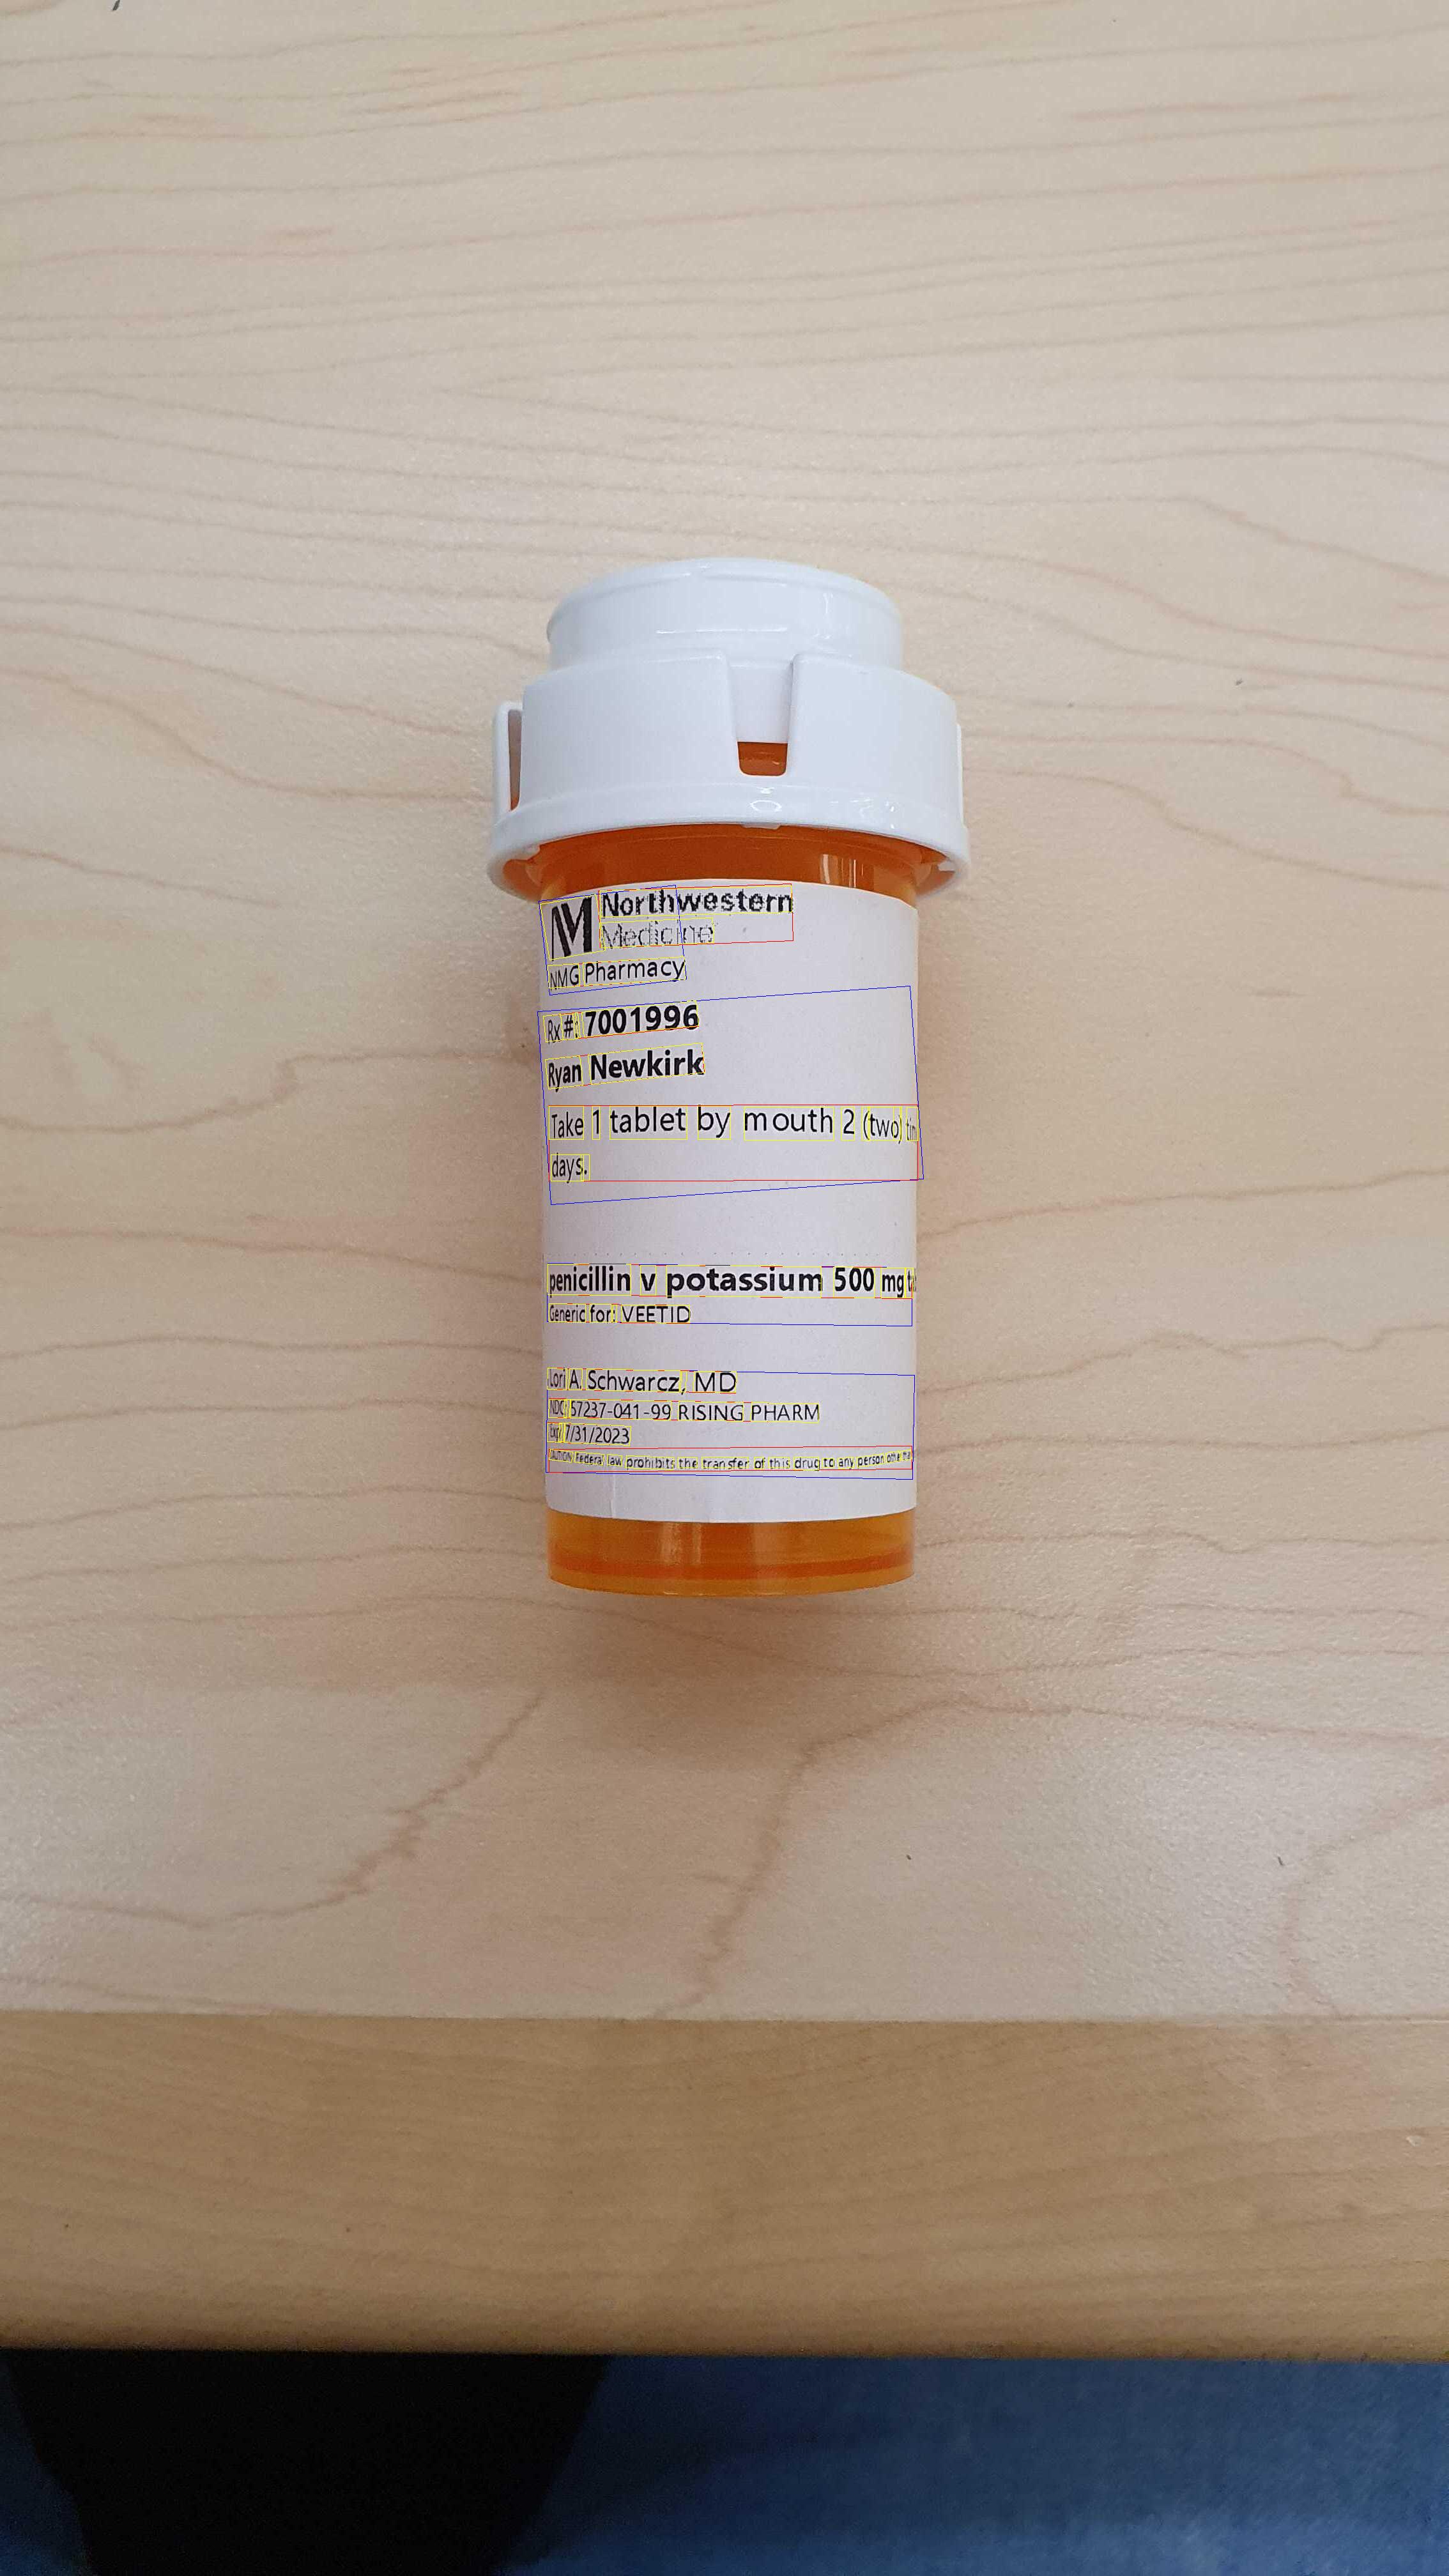 Northwestern
Medicine
NMG Pharmacy
Rx #: 7001996
Ryan Newkirk
Take 1 tablet by mouth 2 (two)
days.
penicillin v potassium 500 mg
Generic for: VEETID
Lori A. Schwarcz, MD
NDC: 57237-041-99 RISING PHARM
Exp: 7/31/2023
CAUTION: Federal law prohibits the transfer of this drug to any person other than